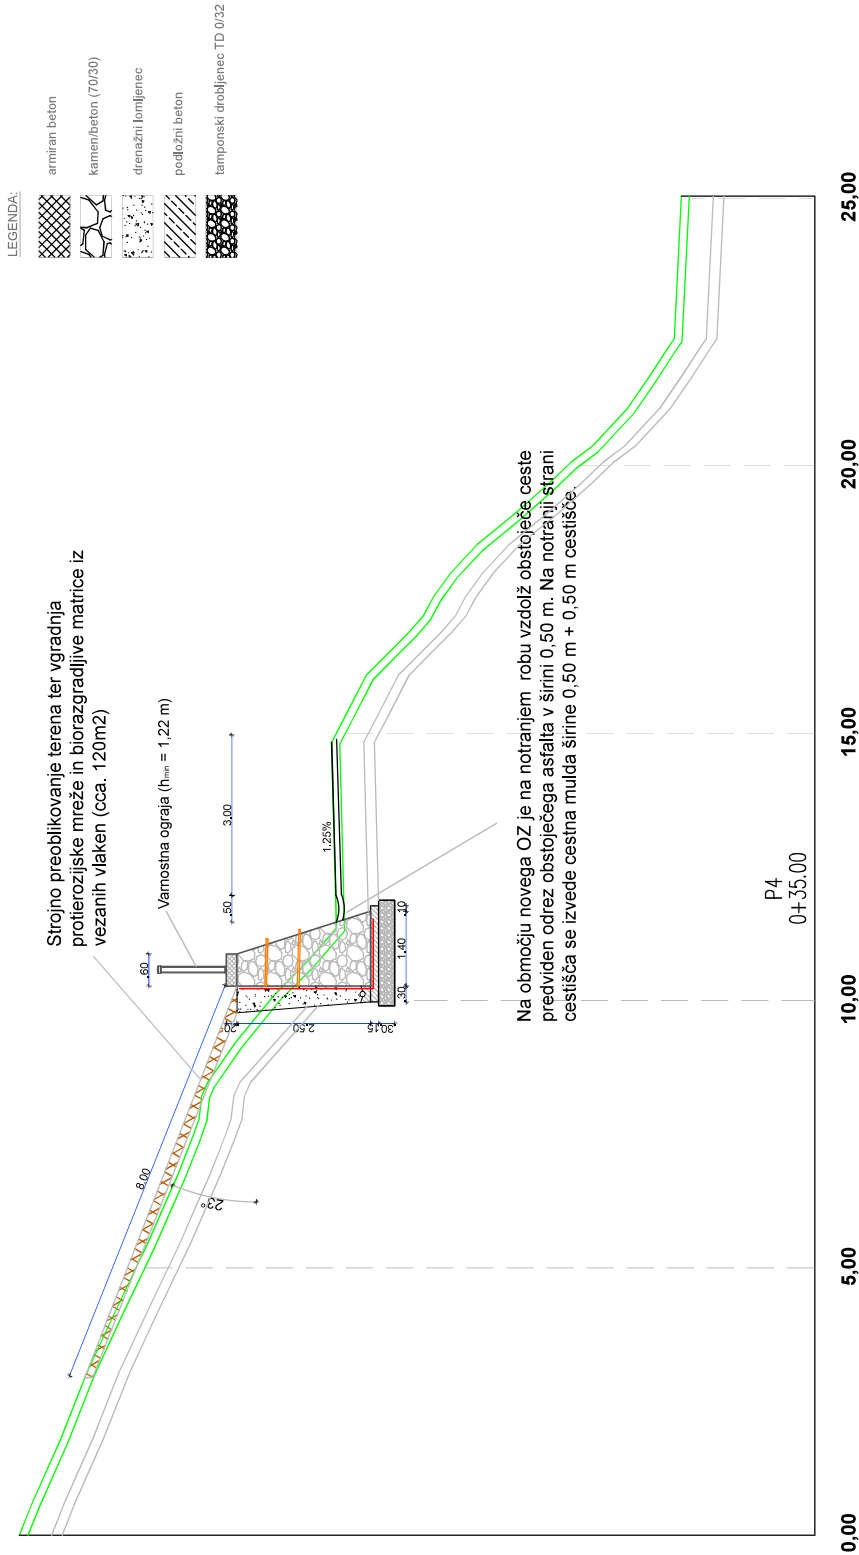 LEGENDA:
armiran beton
kamen/beton (70/30)
drenažni lomljenec
podložni beton
tamponski drobljenec TD 0/32
Strojno preoblikovanje terena ter vgradnja
protierozijske mreže in biorazgradljive matrice iz
vezanih vlaken (cca. 120m2)
Varnostna ograja (hmin = 1,22 m)
8.00
23°
.60
.50
3.00
1.25%
.20
2.50
.15
.30
.30
1.40
.10
Na območju novega OZ je na notranjem robu vzdolž obstoječe ceste
predviden odrez obstoječega asfalta v širini 0,50 m. Na notranji strani
cestišča se izvede cestna mulda širine 0,50 m + 0,50 m cestišče.
P4
0+35.00
0,00
5,00
10,00
15,00
20,00
25,00